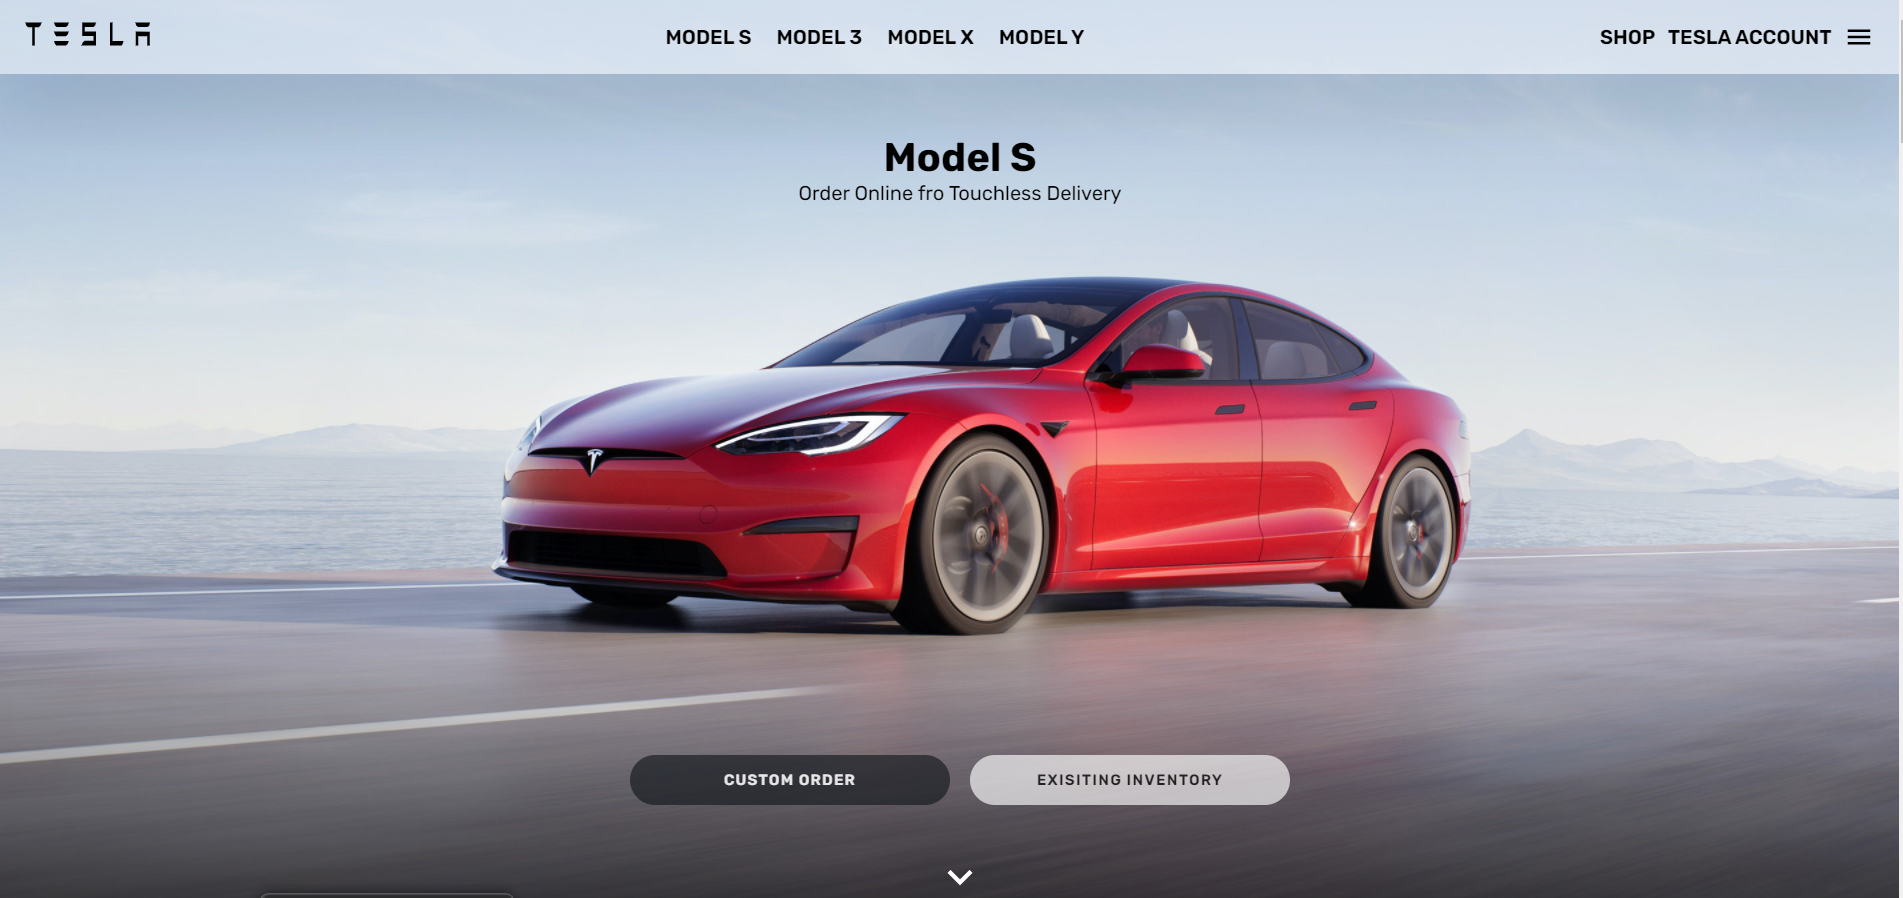 TESLA
MODEL S MODEL 3 MODEL X MODEL Y
SHOP TESLA ACCOUNT
Model S
Order Online fro Touchless Delivery
CUSTOM ORDER
EXISITING INVENTORY